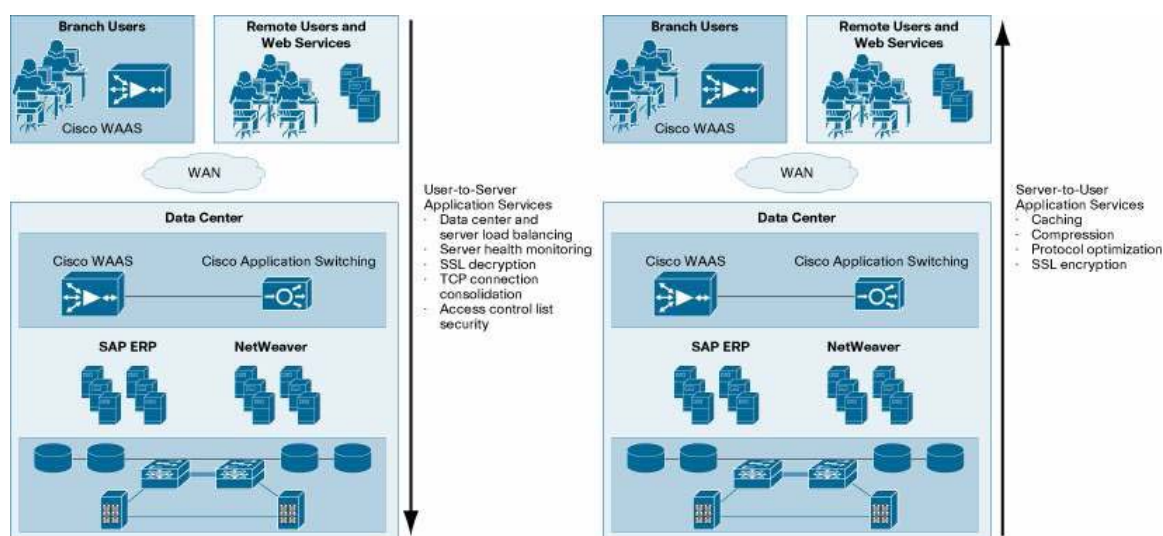 Branch Users
Remote Users and
Web Services
Cisco WAAS
WAN
Data Center
Cisco WAAS
Cisco Application Switching
SAP ERP
NetWeaver
User-to-Server
Application Services
· Data center and
server load balancing
· Server health monitoring
· SSL decryption
· TCP connection
consolidation
· Access control list
security
Branch Users
Remote Users and
Web Services
Cisco WAAS
WAN
Data Center
Cisco WAAS
Cisco Application Switching
SAP ERP
NetWeaver
Server-to-User
Application Services
· Caching
· Compression
· Protocol optimization
· SSL encryption